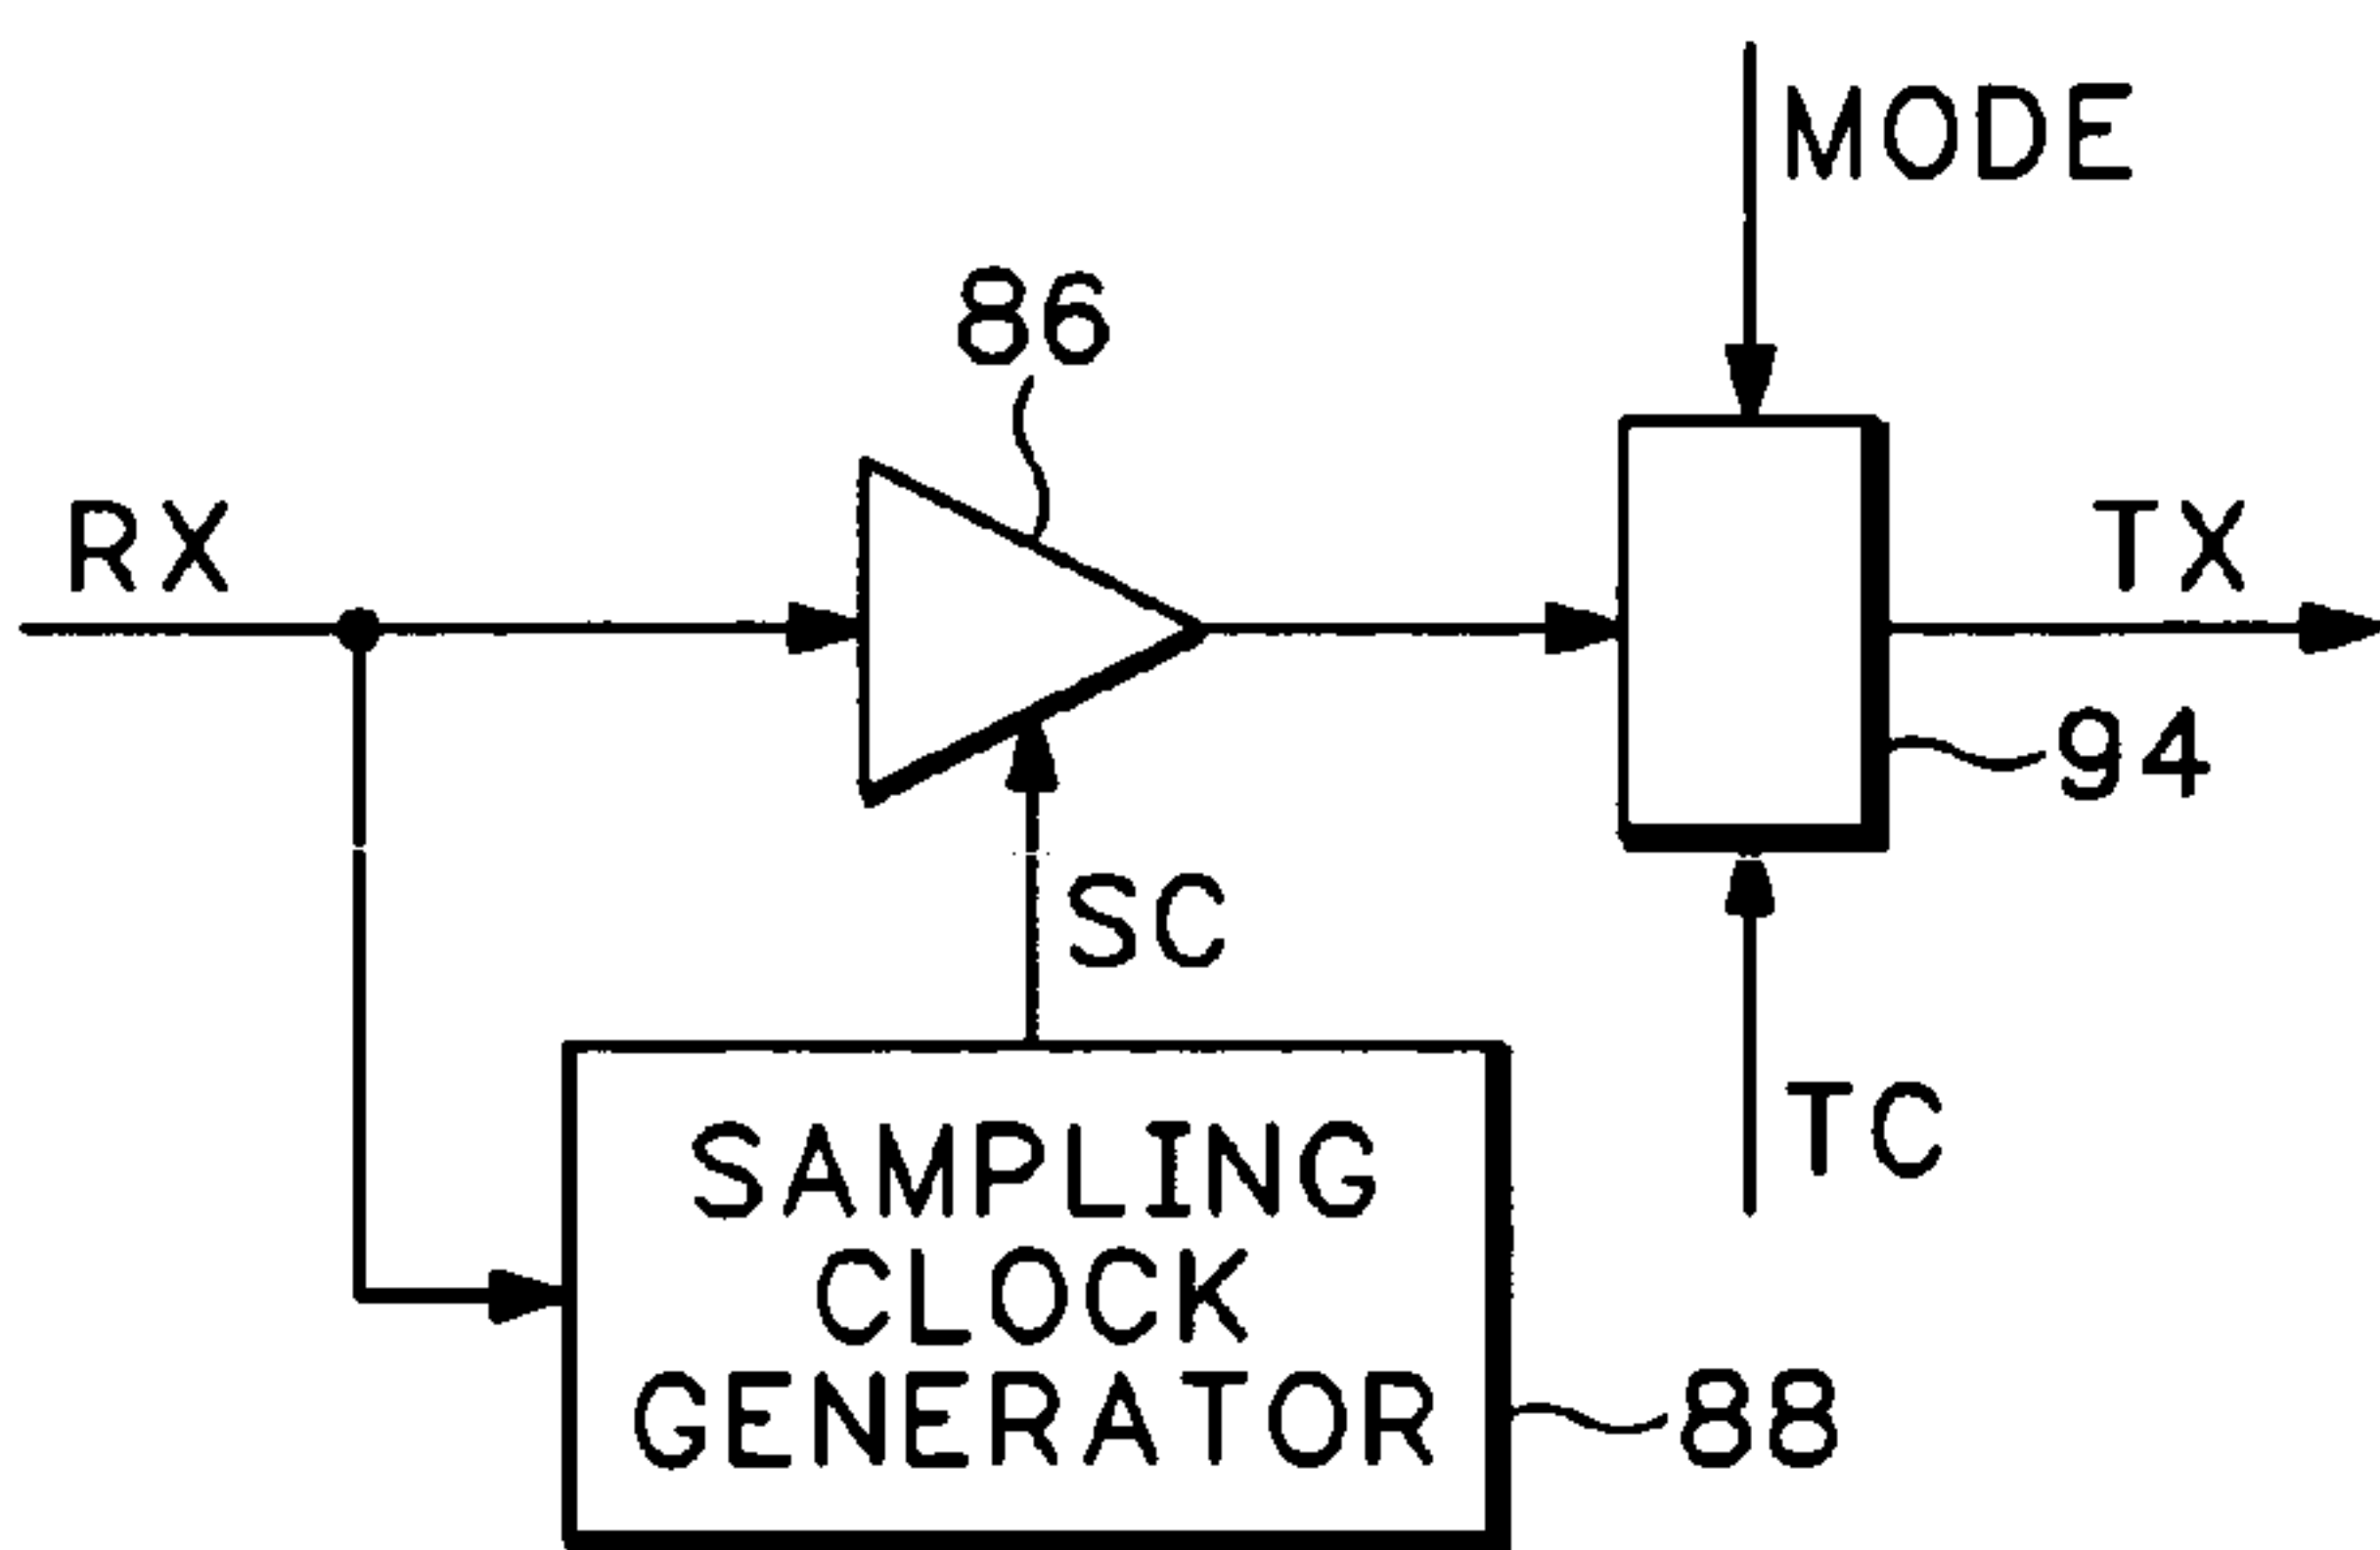 MODE
86
RX
TX
94
SC
TC
SAMPLING
CLOCK
GENERATOR
88